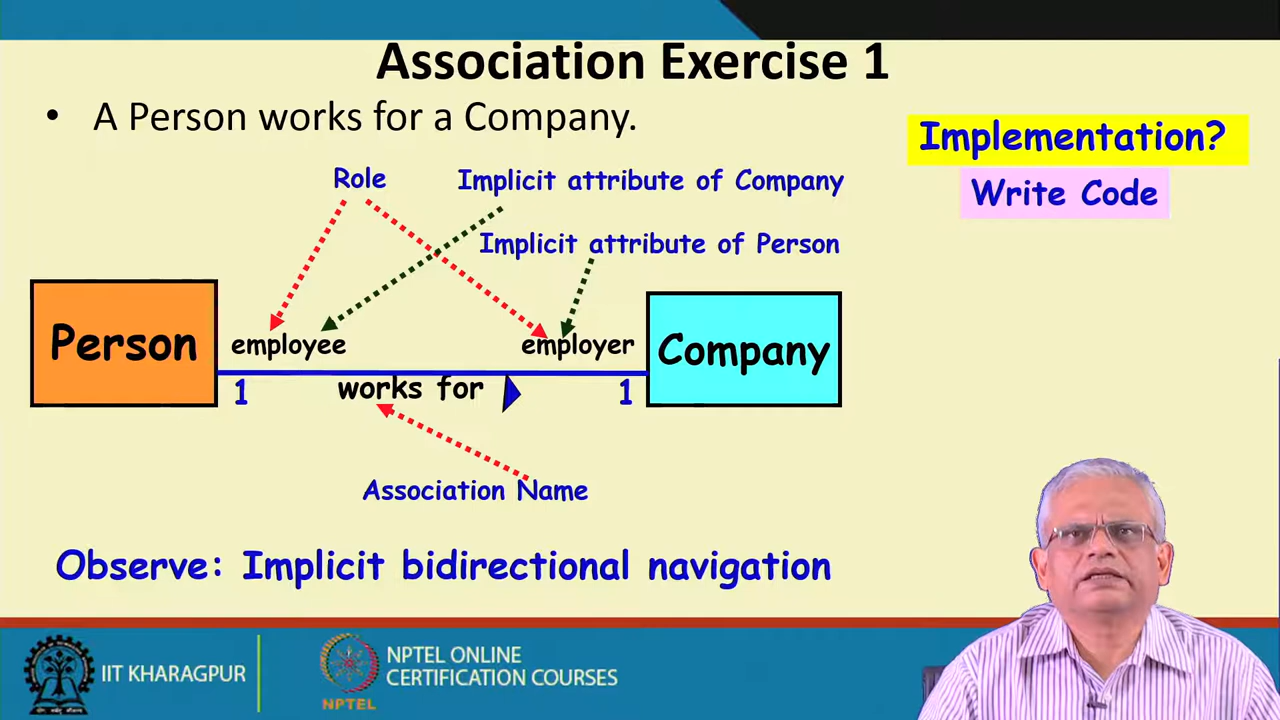 Association Exercise 1
• A Person works for a Company.
Implementation?
Write Code
Role
Implicit attribute of Company
Implicit attribute of Person
Person
employee
employer
Company
1
works for
1
Association Name
Observe: Implicit bidirectional navigation
IIT KHARAGPUR
NPTEL
NPTEL ONLINE
CERTIFICATION COURSES